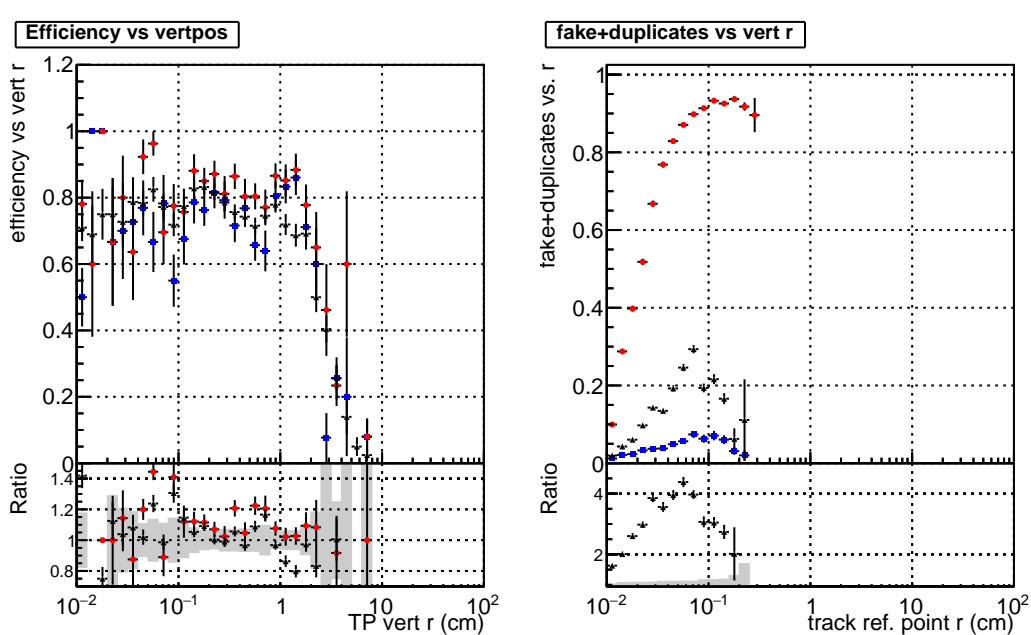 Efficiency vs vertpos
efficiency vs vert r
1.2
1
0.8
0.6
0.4
0.2
0
Ratio
1.4
1.2
1
0.8
10⁻² 10⁻¹ 1 10 10²
TP vert r (cm)
fake+duplicates vs vert r
fake+duplicates vs. r
1
0.8
0.6
0.4
0.2
0
Ratio
4
2
10⁻² 10⁻¹ 1 10 10²
track ref. point r (cm)